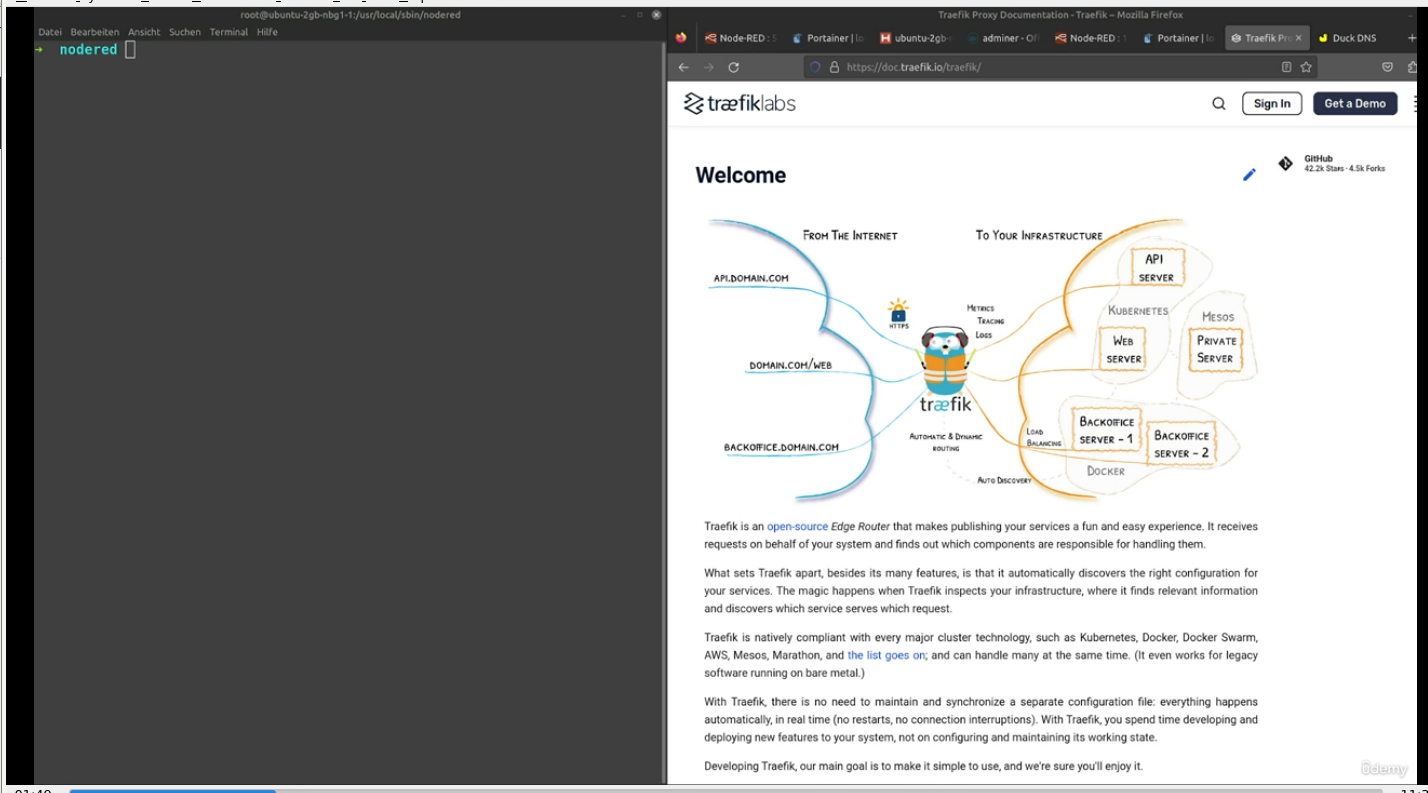 root@ubuntu-2gb-nbg1-1:/usr/local/sbin/nodered
Datei Bearbeiten Ansicht Suchen Terminal Hilfe
nodered
Traefik Proxy Documentation - Traefik — Mozilla Firefox
Node-RED : 5 Portainer | lo ubuntu-2gb- adminer - Of Node-RED : 1 Portainer | lo Traefik Pro Duck DNS
https://doc.traefik.io/traefik/
træfiklabs
Sign In
Get a Demo
Welcome
GitHub
42.2k Stars · 4.5k Forks
FROM THE INTERNET
TO YOUR INFRASTRUCTURE
API.DOMAIN.COM
API
SERVER
HTTPS
METRICS
TRACING
LOGS
KUBERNETES
MESOS
DOMAIN.COM/WEB
WEB
SERVER
PRIVATE
SERVER
træfik
BACKOFFICE.DOMAIN.COM
AUTOMATIC & DYNAMIC
ROUTING
LOAD
BALANCING
BACKOFFICE
SERVER - 1
BACKOFFICE
SERVER - 2
DOCKER
AUTO DISCOVERY
Traefik is an open-source Edge Router that makes publishing your services a fun and easy experience. It receives
requests on behalf of your system and finds out which components are responsible for handling them.
What sets Traefik apart, besides its many features, is that it automatically discovers the right configuration for
your services. The magic happens when Traefik inspects your infrastructure, where it finds relevant information
and discovers which service serves which request.
Traefik is natively compliant with every major cluster technology, such as Kubernetes, Docker, Docker Swarm,
AWS, Mesos, Marathon, and the list goes on; and can handle many at the same time. (It even works for legacy
software running on bare metal.)
With Traefik, there is no need to maintain and synchronize a separate configuration file: everything happens
automatically, in real time (no restarts, no connection interruptions). With Traefik, you spend time developing and
deploying new features to your system, not on configuring and maintaining its working state.
Developing Traefik, our main goal is to make it simple to use, and we're sure you'll enjoy it.
ûdemy